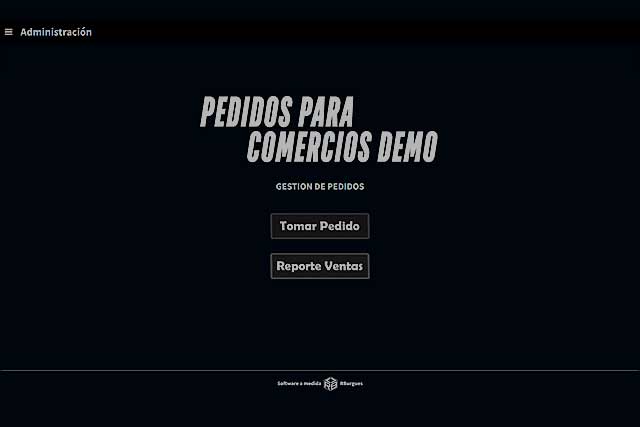 Administración
PEDIDOS PARA
COMERCIOS DEMO
GESTION DE PEDIDOS
Tomar Pedido
Reporte Ventas
Software a medida RBurgues